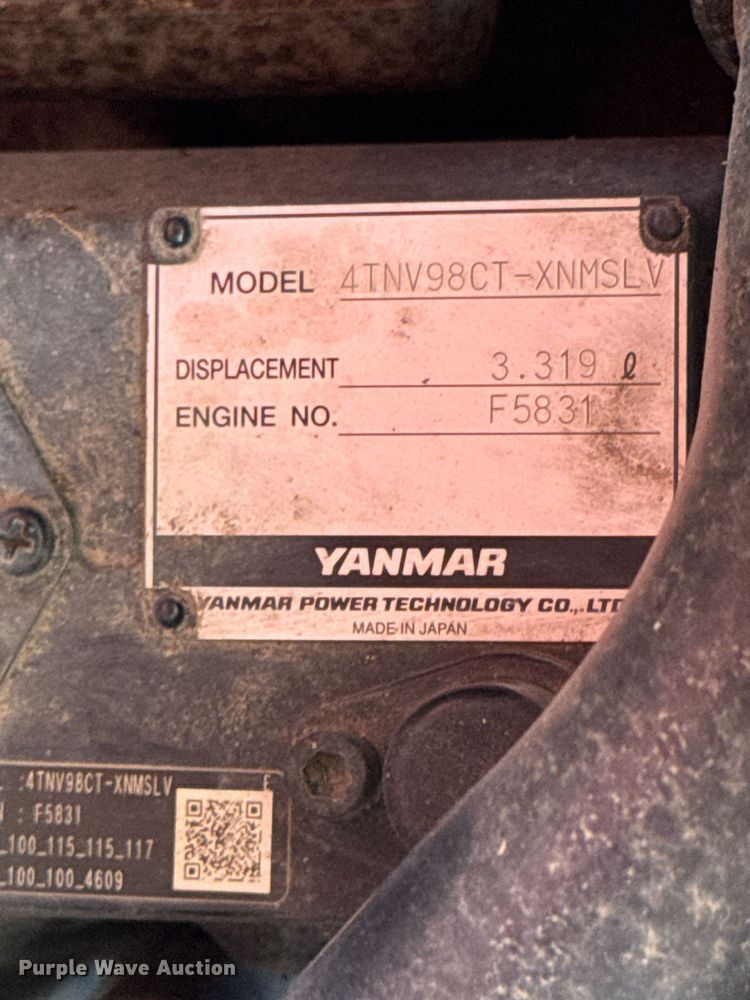 MODEL 4TNV98CT-XNMSLV
DISPLACEMENT 3.319 ℓ
ENGINE NO. F5831
YANMAR
YANMAR POWER TECHNOLOGY CO.,LTD
MADE IN JAPAN
:4TNV98CT-XNMSLV
: F5831
_100_115_115_117
_100_100_4609
Purple Wave Auction